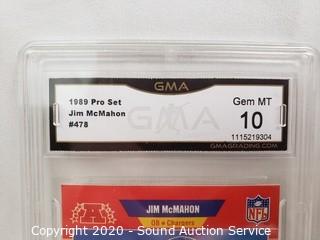 GMA
1989 Pro Set
Jim McMahon
#478
GMA
Gem MT
10
1115219304
GMAGRADING.COM
JIM McMAHON
QB • Chargers
NFL
Copyright 2020 - Sound Auction Service